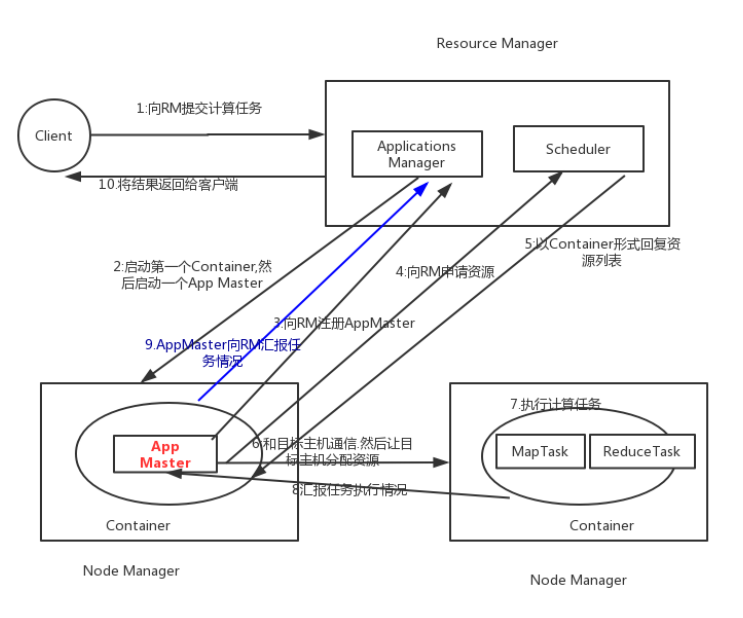 Resource Manager
1:向RM提交计算任务
Client
Applications
Manager
Scheduler
10.将结果返回给客户端
5:以Container形式回复资
源列表
2:启动第一个Container,然
后启动一个App Master
4:向RM申请资源
3:向RM注册AppMaster
9.AppMaster向RM汇报任
务情况
7.执行计算任务
App
Master
6:和目标主机通信.然后让目
标主机分配资源
MapTask
ReduceTask
8汇报任务执行情况
Container
Container
Node Manager
Node Manager